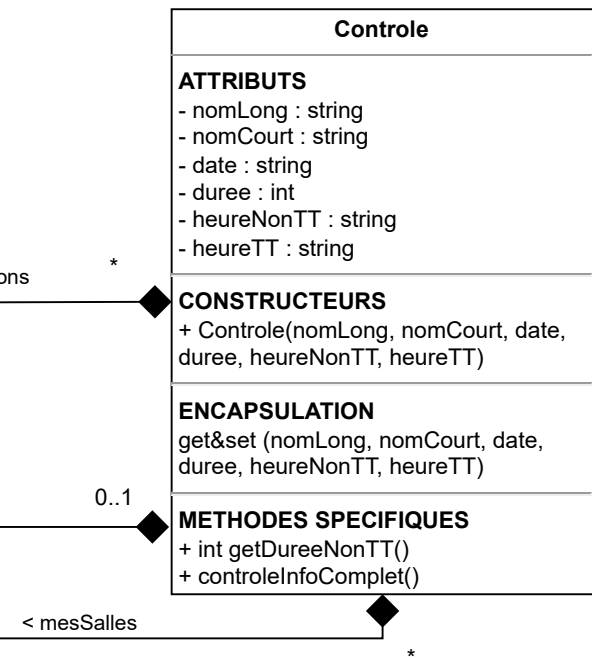 Controle
ATTRIBUTS
- nomLong : string
- nomCourt : string
- date : string
- duree : int
- heureNonTT : string
- heureTT : string
ons
*
CONSTRUCTEURS
+ Controle(nomLong, nomCourt, date,
duree, heureNonTT, heureTT)
ENCAPSULATION
get&set (nomLong, nomCourt, date,
duree, heureNonTT, heureTT)
0..1
METHODES SPECIFIQUES
+ int getDureeNonTT()
+ controleInfoComplet()
< mesSalles
*